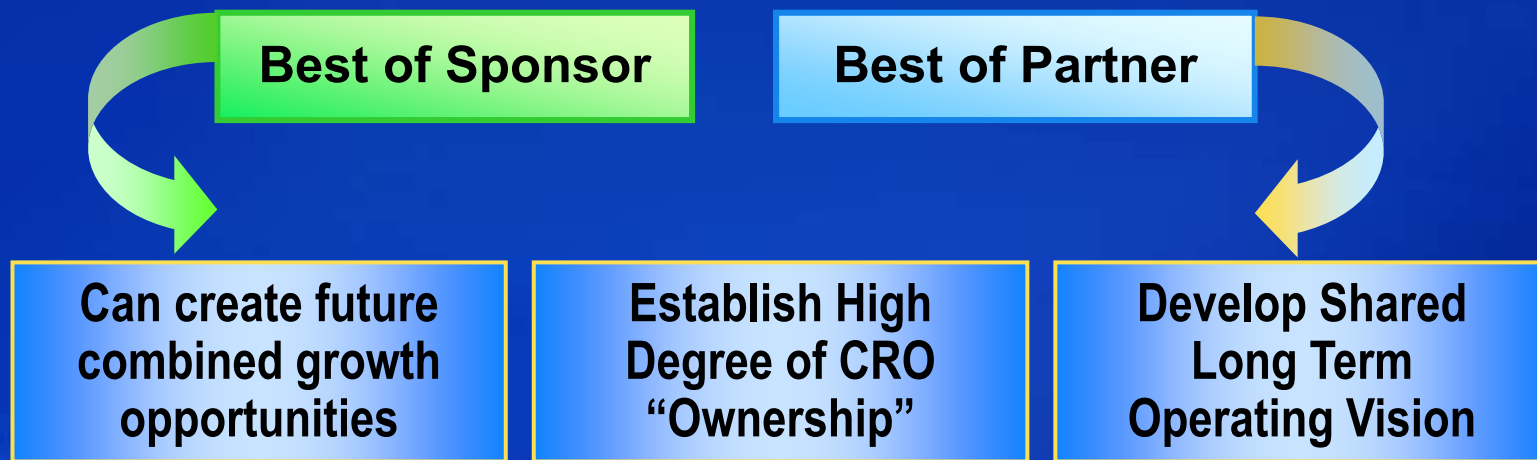 Best of Sponsor
Best of Partner
Can create future
combined growth
opportunities
Establish High
Degree of CRO
“Ownership”
Develop Shared
Long Term
Operating Vision